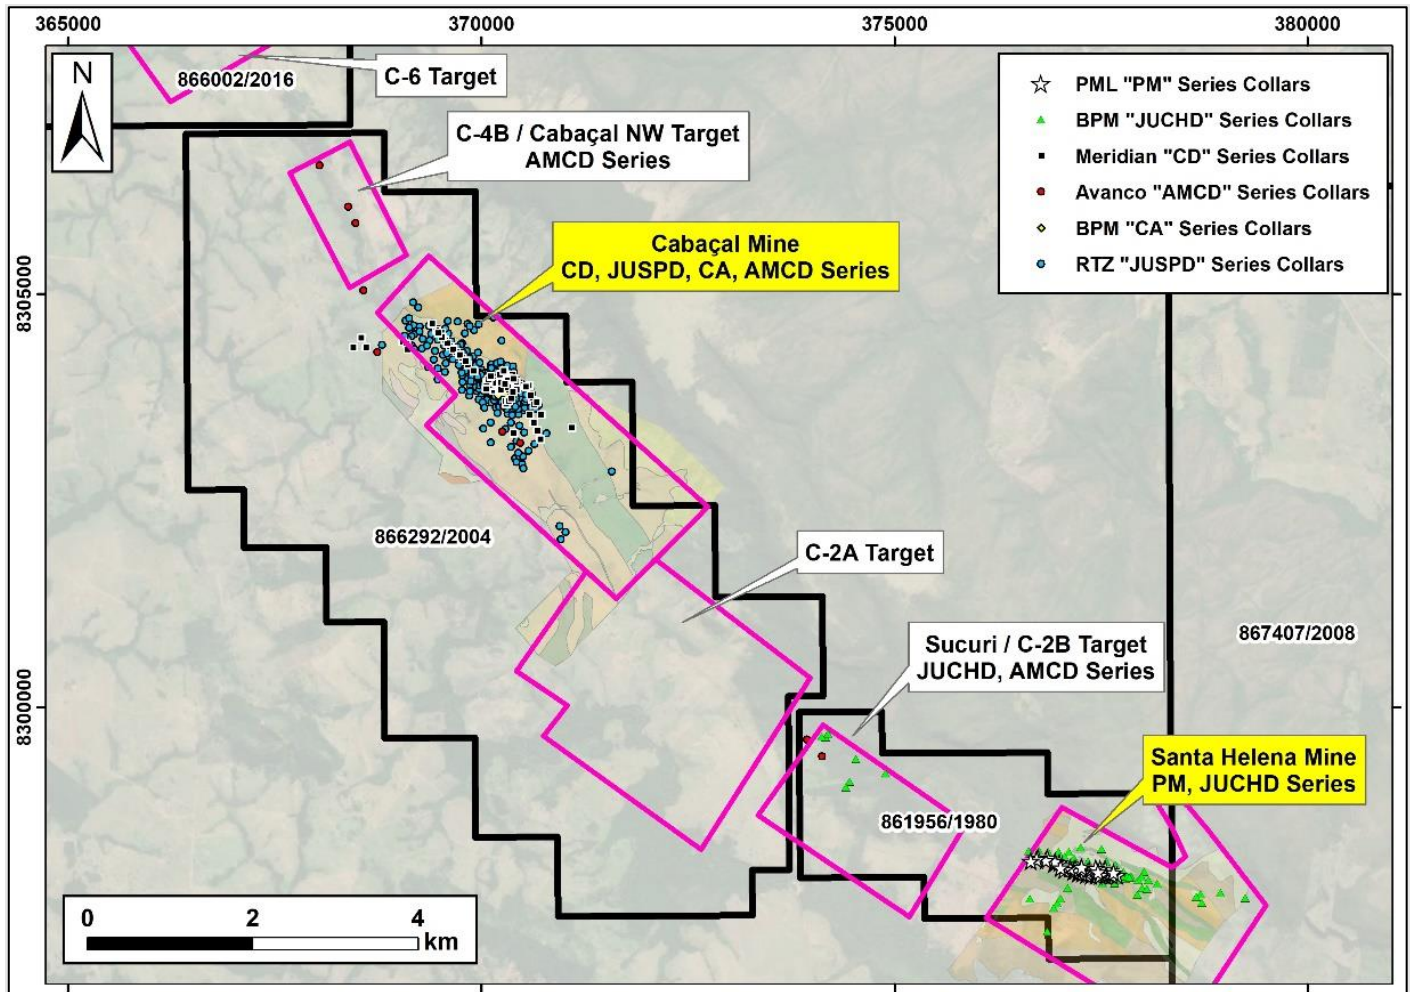 365000
370000
375000
380000
N
866002/2016
C-6 Target
C-4B / Cabaçal NW Target
AMCD Series
Cabaçal Mine
CD, JUSPD, CA, AMCD Series
PML "PM" Series Collars
BPM "JUCHD" Series Collars
Meridian "CD" Series Collars
Avanco "AMCD" Series Collars
BPM "CA" Series Collars
RTZ "JUSPD" Series Collars
8305000
866292/2004
C-2A Target
867407/2008
Sucuri / C-2B Target
JUCHD, AMCD Series
8300000
Santa Helena Mine
PM, JUCHD Series
861956/1980
0 2 4
km